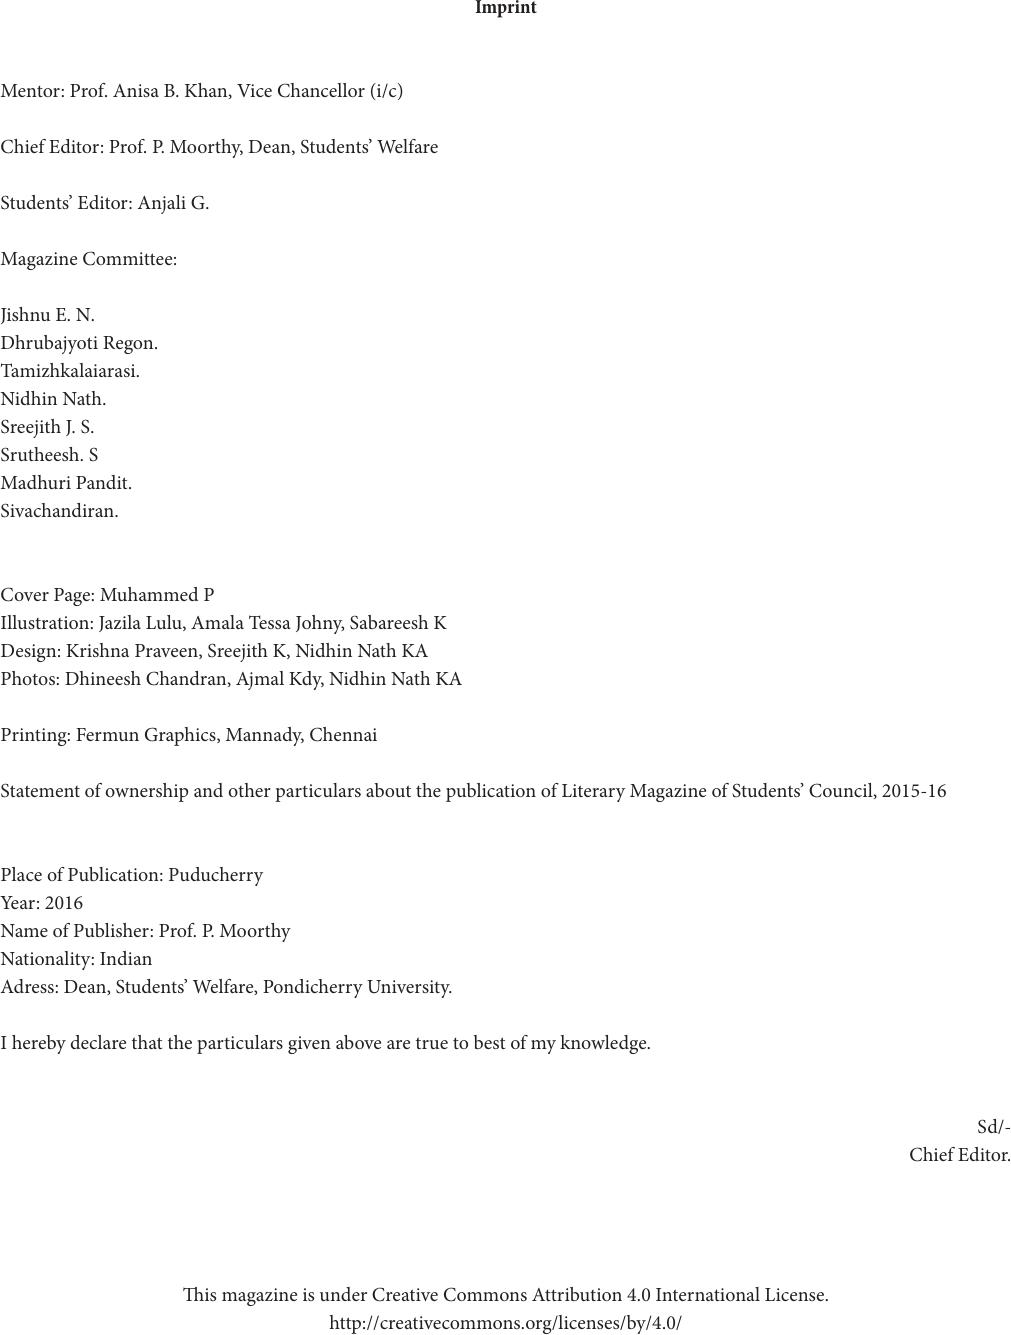 Imprint
Mentor: Prof. Anisa B. Khan, Vice Chancellor (i/c)
Chief Editor: Prof. P. Moorthy, Dean, Students’ Welfare
Students’ Editor: Anjali G.
Magazine Committee:
Jishnu E. N.
Dhrubajyoti Regon.
Tamizhkalaiarasi.
Nidhin Nath.
Sreejith J. S.
Srutheesh. S
Madhuri Pandit.
Sivachandiran.
Cover Page: Muhammed P
Illustration: Jazila Lulu, Amala Tessa Johny, Sabareesh K
Design: Krishna Praveen, Sreejith K, Nidhin Nath KA
Photos: Dhineesh Chandran, Ajmal Kdy, Nidhin Nath KA
Printing: Fermun Graphics, Mannady, Chennai
Statement of ownership and other particulars about the publication of Literary Magazine of Students’ Council, 2015-16
Place of Publication: Puducherry
Year: 2016
Name of Publisher: Prof. P. Moorthy
Nationality: Indian
Adress: Dean, Students’ Welfare, Pondicherry University.
I hereby declare that the particulars given above are true to best of my knowledge.
Sd/-
Chief Editor.
This magazine is under Creative Commons Attribution 4.0 International License.
http://creativecommons.org/licenses/by/4.0/